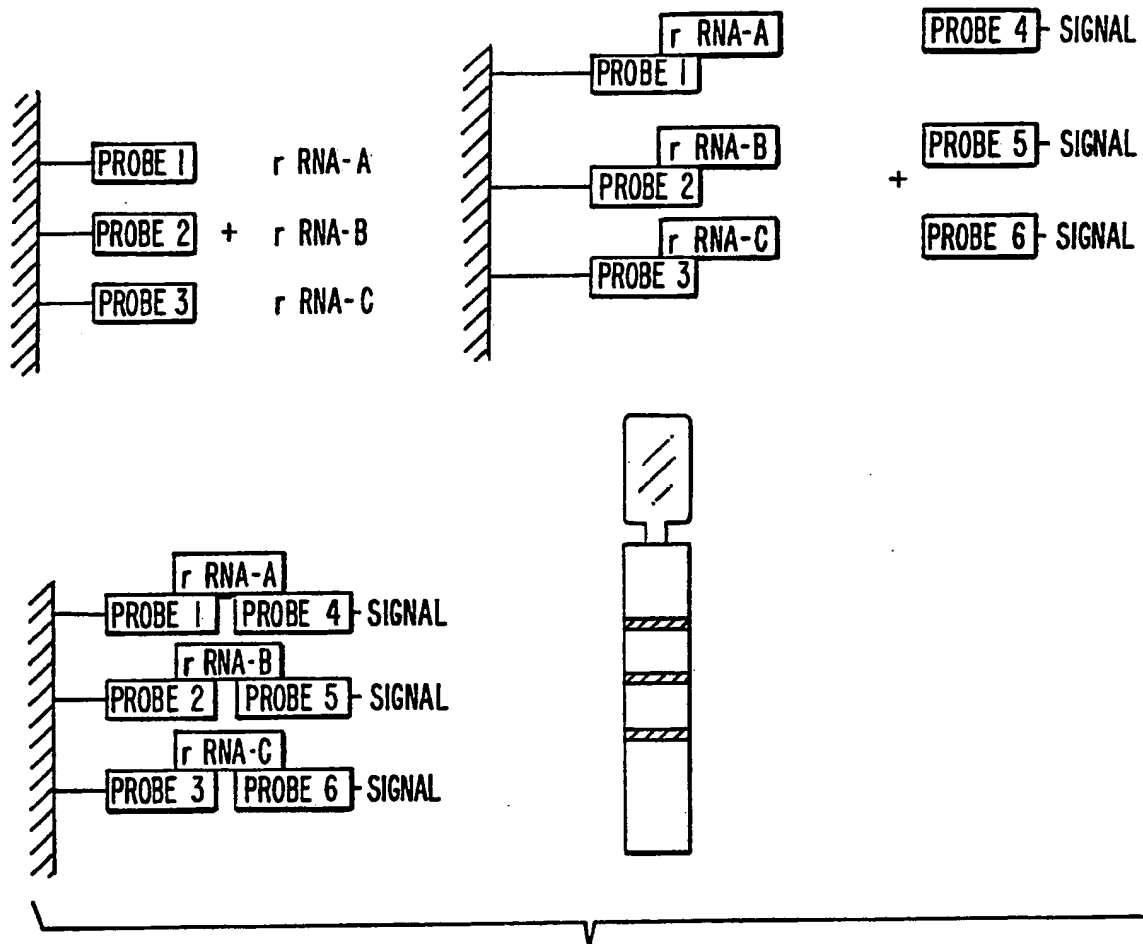 PROBE 1 r RNA-A
PROBE 2 + r RNA-B
PROBE 3 r RNA-C
r RNA-A
PROBE 1
r RNA-B
PROBE 2
r RNA-C
PROBE 3
+
PROBE 4 SIGNAL
PROBE 5 SIGNAL
PROBE 6 SIGNAL
r RNA-A
PROBE 1 PROBE 4 SIGNAL
r RNA-B
PROBE 2 PROBE 5 SIGNAL
r RNA-C
PROBE 3 PROBE 6 SIGNAL